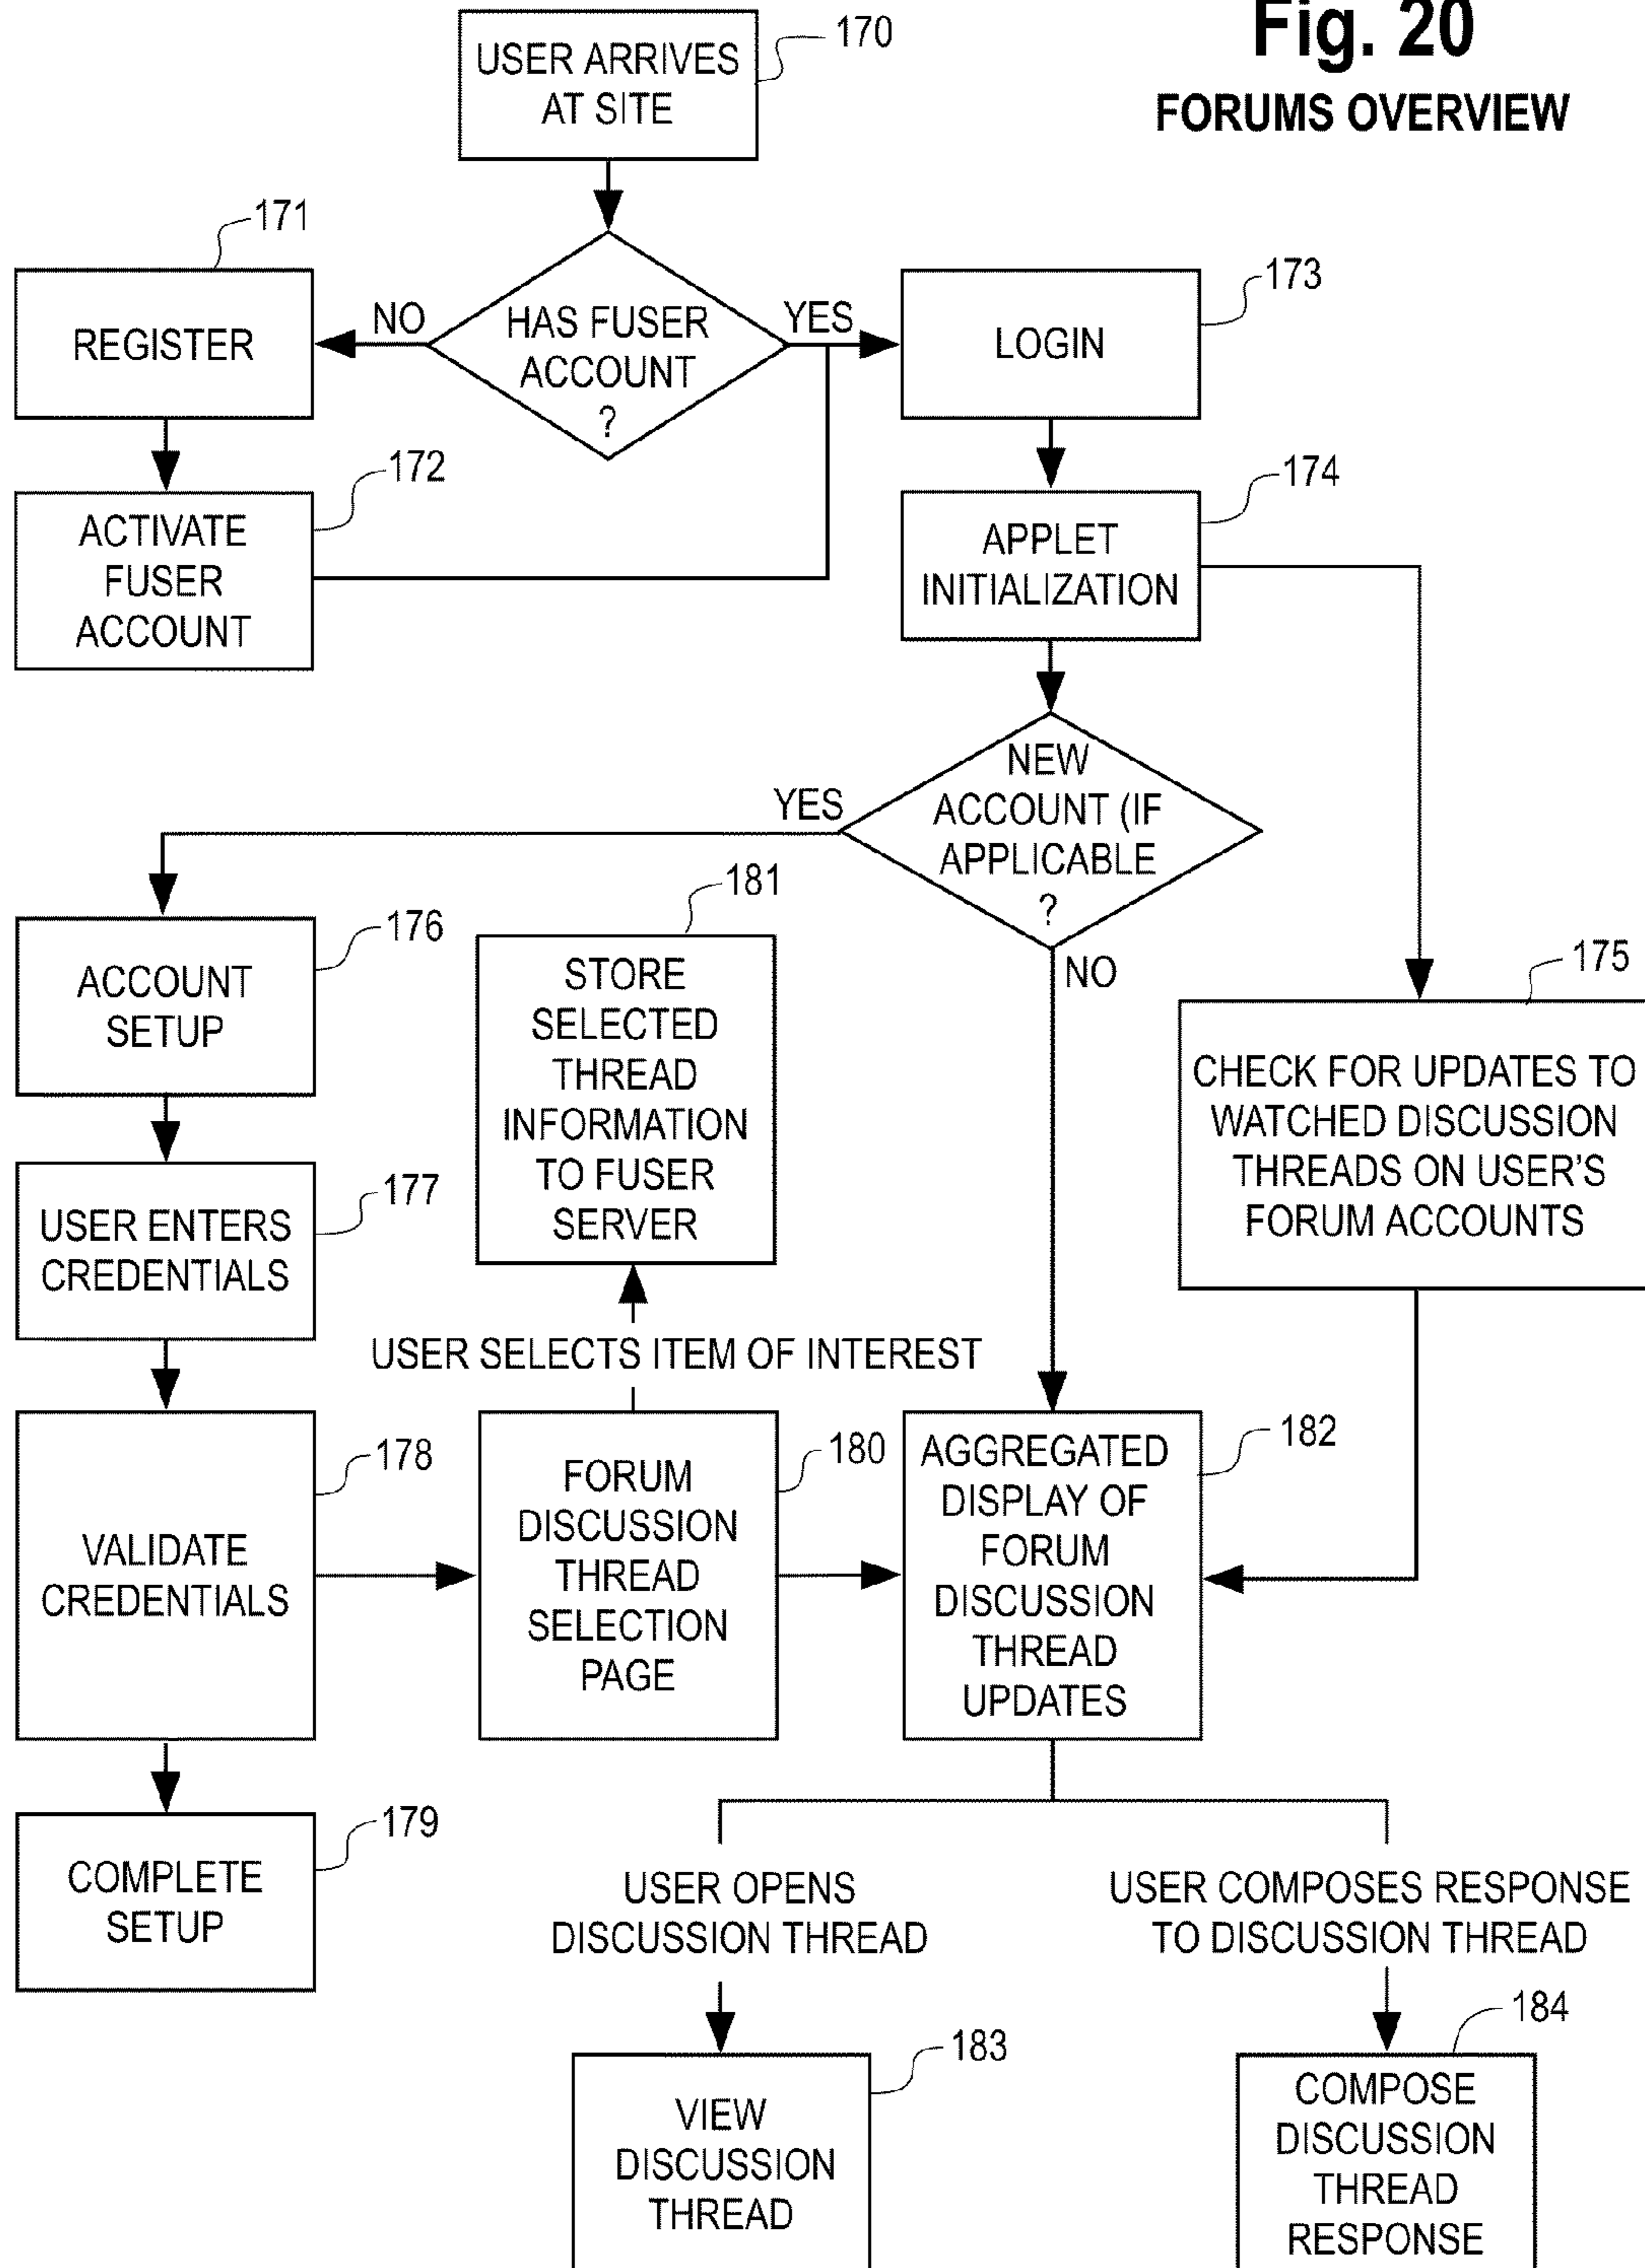 Fig. 20
FORUMS OVERVIEW
USER ARRIVES
AT SITE
170
171
REGISTER
NO
HAS FUSER
ACCOUNT
?
YES
LOGIN
173
172
ACTIVATE
FUSER
ACCOUNT
174
APPLET
INITIALIZATION
NEW
ACCOUNT (IF
APPLICABLE
?
YES
NO
176
ACCOUNT
SETUP
181
STORE
SELECTED
THREAD
INFORMATION
TO FUSER
SERVER
175
CHECK FOR UPDATES TO
WATCHED DISCUSSION
THREADS ON USER'S
FORUM ACCOUNTS
177
USER ENTERS
CREDENTIALS
USER SELECTS ITEM OF INTEREST
178
VALIDATE
CREDENTIALS
180
FORUM
DISCUSSION
THREAD
SELECTION
PAGE
182
AGGREGATED
DISPLAY OF
FORUM
DISCUSSION
THREAD
UPDATES
179
COMPLETE
SETUP
USER OPENS
DISCUSSION THREAD
USER COMPOSES RESPONSE
TO DISCUSSION THREAD
183
VIEW
DISCUSSION
THREAD
184
COMPOSE
DISCUSSION
THREAD
RESPONSE